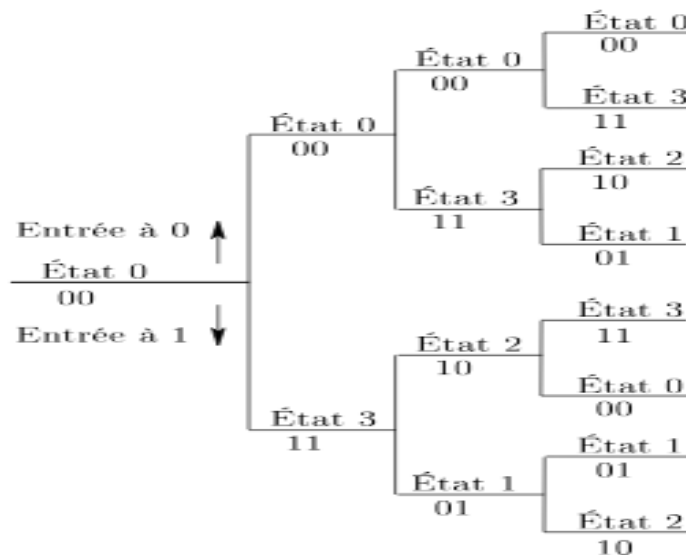 État 0
00
État 0
00
État 3
11
État 0
00
État 2
10
État 3
11
État 1
01
Entrée à 0
État 0
00
Entrée à 1
État 3
11
État 2
10
État 0
00
État 3
11
État 1
01
État 1
01
État 2
10